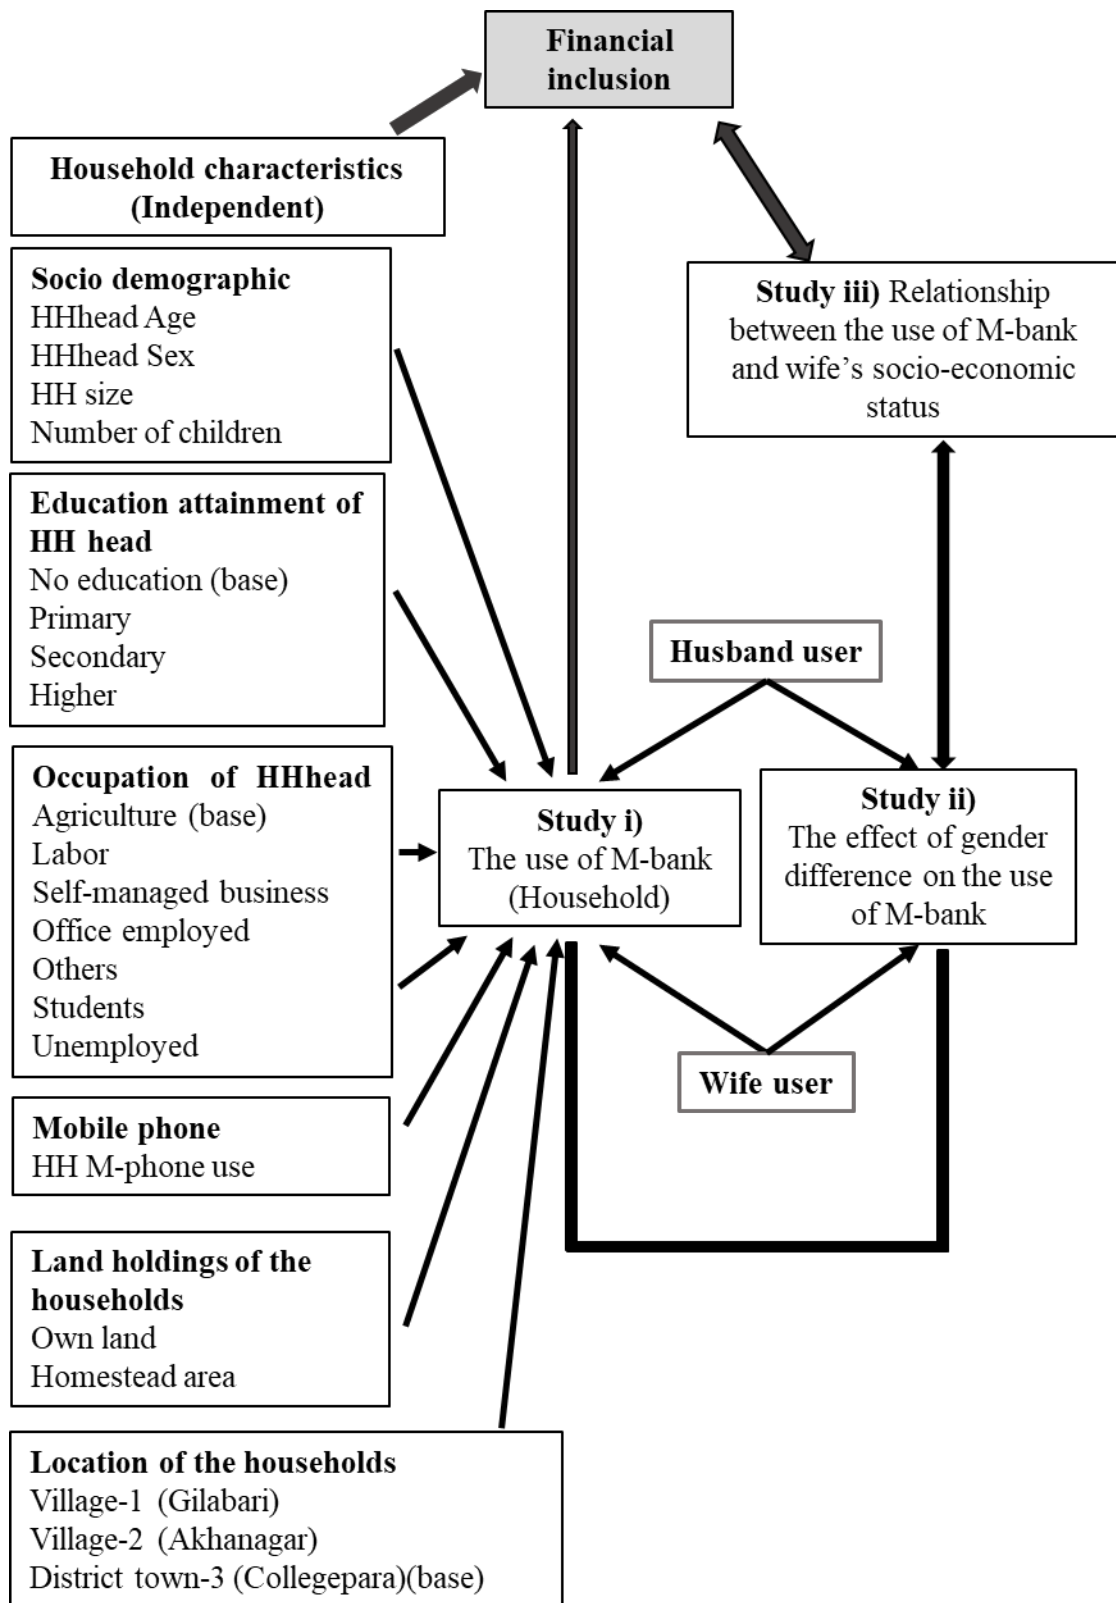 Financial
inclusion
Household characteristics
(Independent)
Socio demographic
HHhead Age
HHhead Sex
HH size
Number of children
Education attainment of
HH head
No education (base)
Primary
Secondary
Higher
Occupation of HHhead
Agriculture (base)
Labor
Self-managed business
Office employed
Others
Students
Unemployed
Mobile phone
HH M-phone use
Land holdings of the
households
Own land
Homestead area
Location of the households
Village-1 (Gilabari)
Village-2 (Akhanagar)
District town-3 (Collegepara)(base)
Study i)
The use of M-bank
(Household)
Study iii) Relationship
between the use of M-bank
and wife's socio-economic
status
Husband user
Study ii)
The effect of gender
difference on the use
of M-bank
Wife user